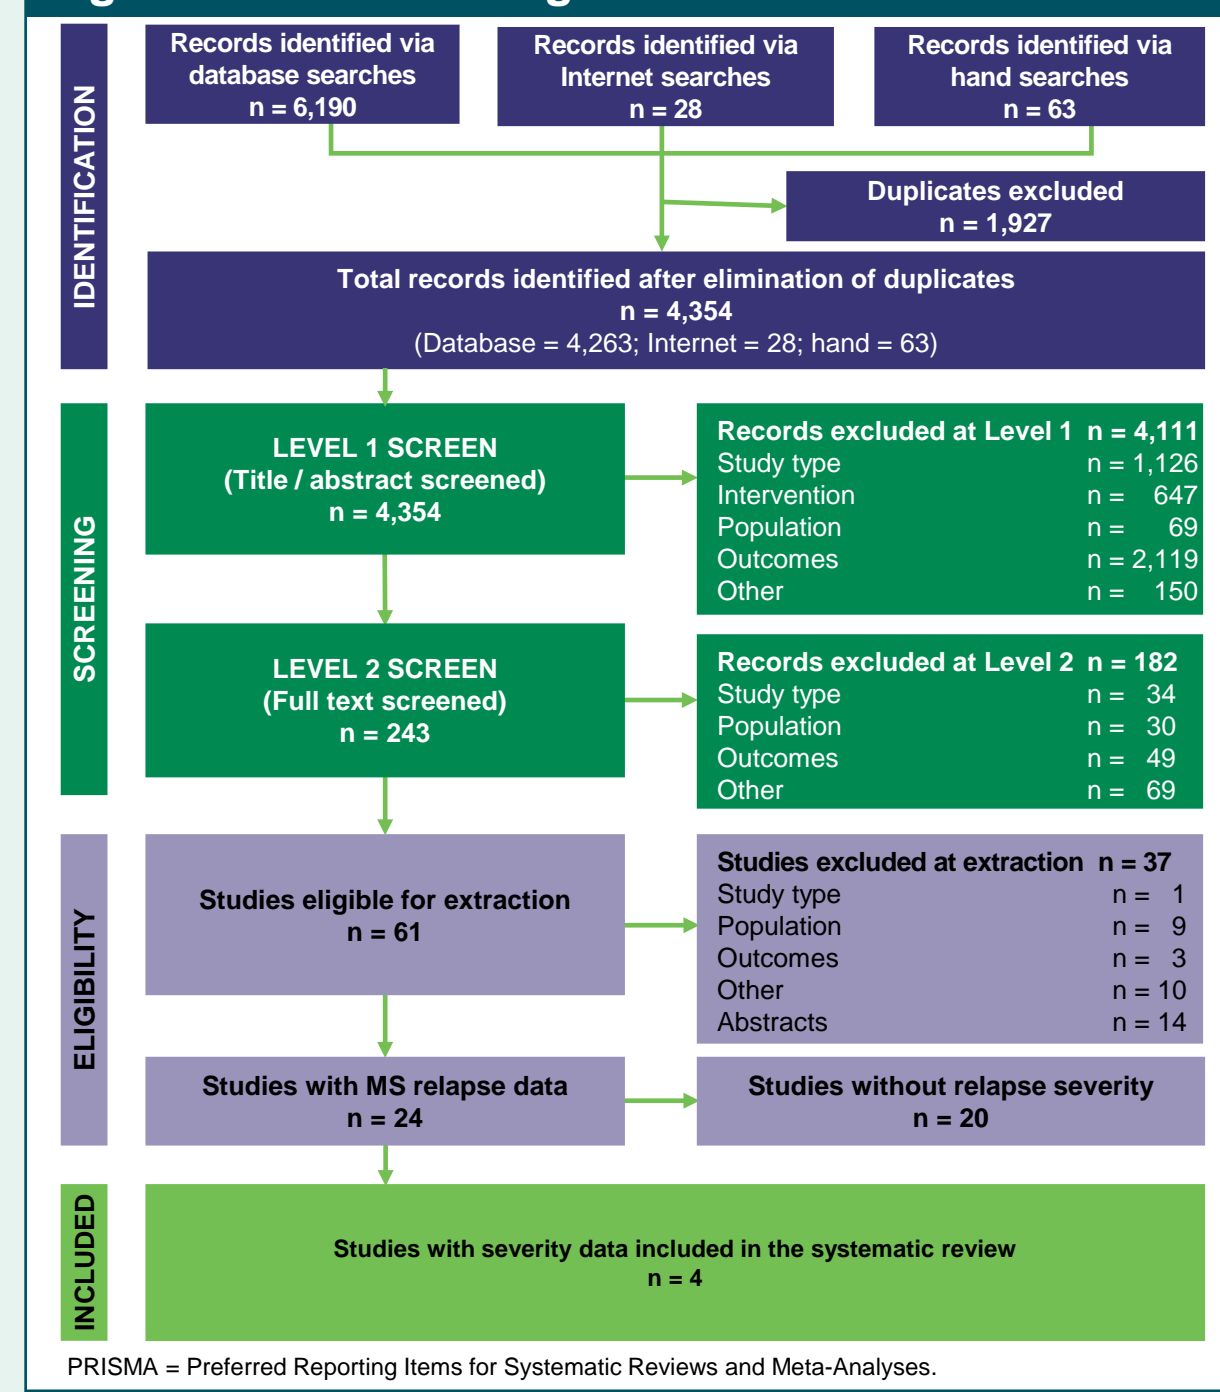 IDENTIFICATION
Records identified via
database searches
n = 6,190
Records identified via
Internet searches
n = 28
Records identified via
hand searches
n = 63
Duplicates excluded
n = 1,927
Total records identified after elimination of duplicates
n = 4,354
(Database = 4,263; Internet = 28; hand = 63)
SCREENING
LEVEL 1 SCREEN
(Title / abstract screened)
n = 4,354
Records excluded at Level 1 n = 4,111
Study type n = 1,126
Intervention n = 647
Population n = 69
Outcomes n = 2,119
Other n = 150
LEVEL 2 SCREEN
(Full text screened)
n = 243
Records excluded at Level 2 n = 182
Study type n = 34
Population n = 30
Outcomes n = 49
Other n = 69
ELIGIBILITY
Studies eligible for extraction
n = 61
Studies excluded at extraction n = 37
Study type n = 1
Population n = 9
Outcomes n = 3
Other n = 10
Abstracts n = 14
Studies with MS relapse data
n = 24
Studies without relapse severity
n = 20
INCLUDED
Studies with severity data included in the systematic review
n = 4
PRISMA = Preferred Reporting Items for Systematic Reviews and Meta-Analyses.